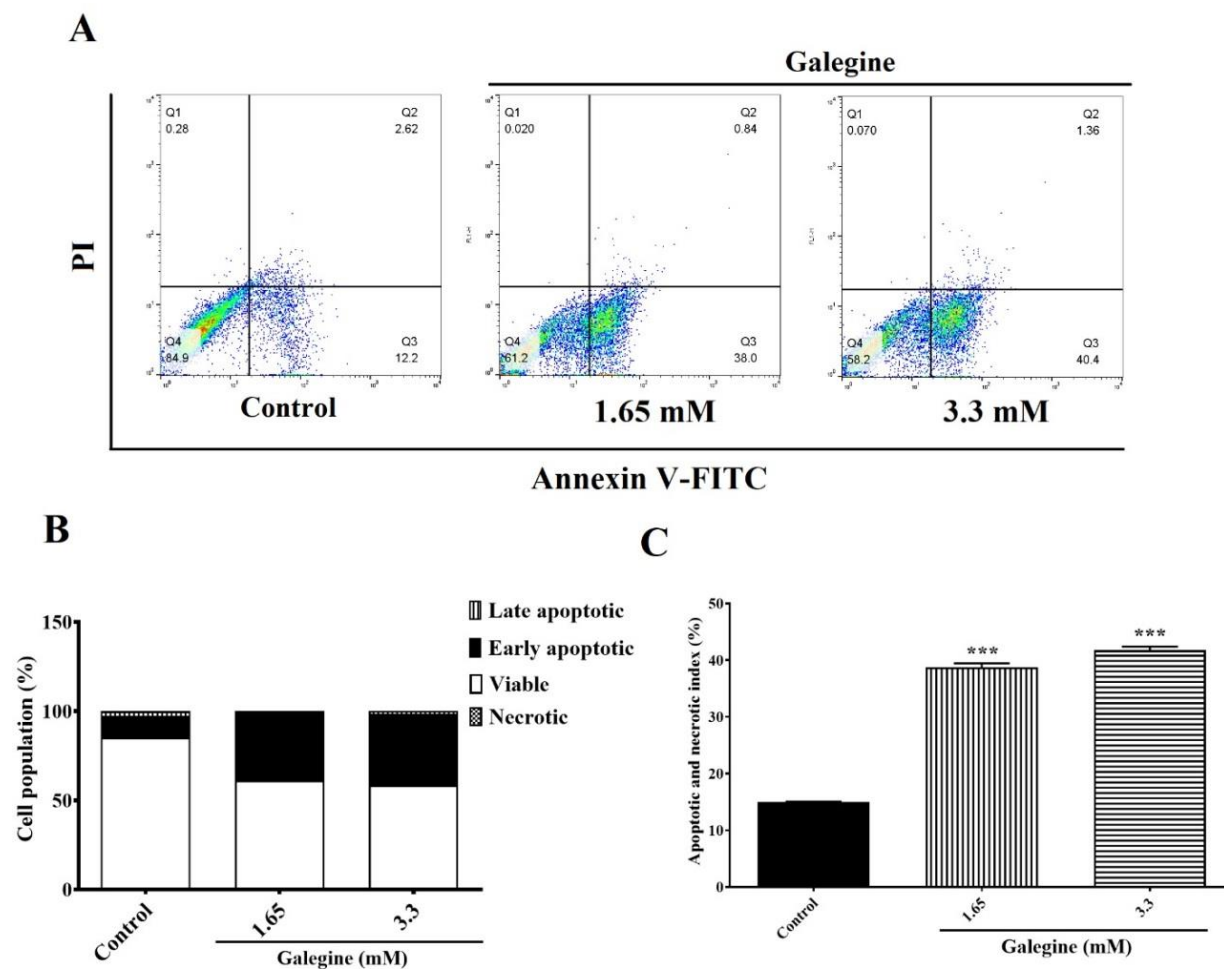 A
Galegine
Q1
0.28
Q2
2.62
Q4
84.9
Q3
12.2
Q1
0.020
Q2
0.84
Q4
61.2
Q3
38.0
Q1
0.070
Q2
1.36
Q4
58.2
Q3
40.4
PI
Control
1.65 mM
3.3 mM
Annexin V-FITC
B
Late apoptotic
Early apoptotic
Viable
Necrotic
Cell population (%)
150
100
50
0
Control
1.65
3.3
Galegine (mM)
C
Apoptotic and necrotic index (%)
50
40
30
20
10
0
***
***
Control
1.65
3.3
Galegine (mM)